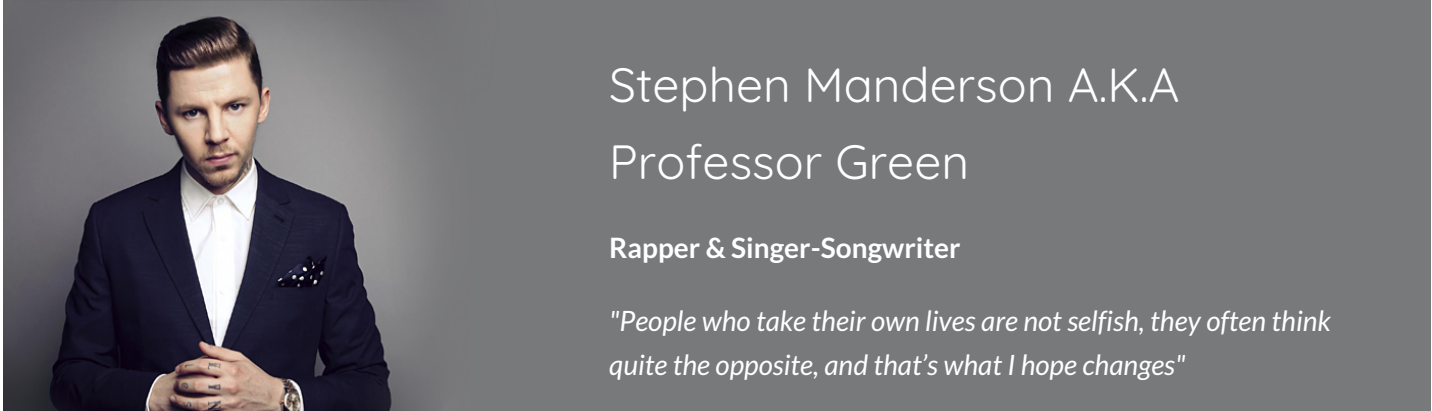 Stephen Manderson A.K.A
Professor Green
Rapper & Singer-Songwriter
"People who take their own lives are not selfish, they often think
quite the opposite, and that’s what I hope changes"